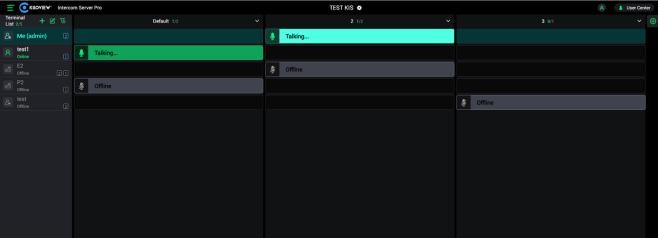 KILOVIEW Intercom Server Pro
TEST KIS
User Center
Terminal List 2/5
Default 1/2
2 1/2
3 0/1
Me (admin)
Talking...
test1
Online
Talking...
E2
Offline
Offline
P2
Offline
Offline
test
Offline
Offline